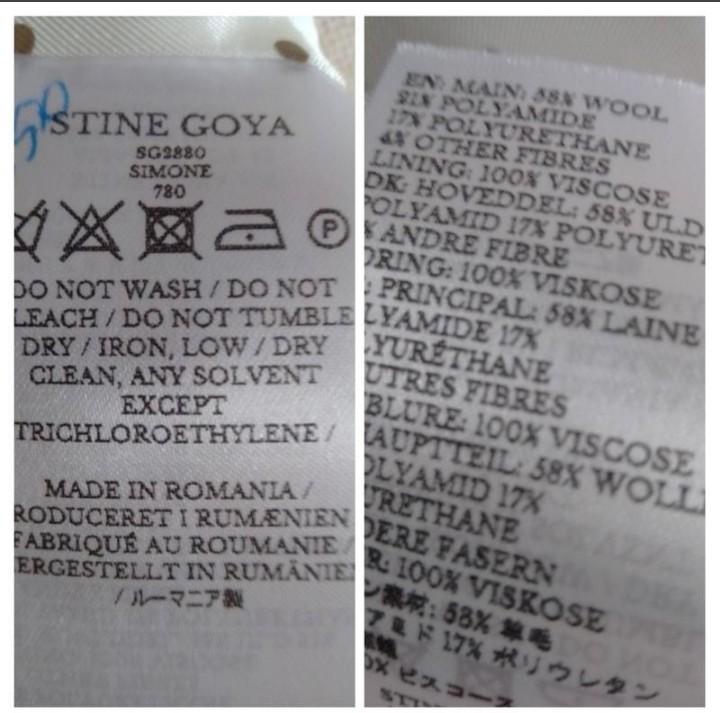 STINE GOYA
SG2880
SIMONE
780
P
DO NOT WASH / DO NOT
LEACH / DO NOT TUMBLE
DRY / IRON, LOW / DRY
CLEAN, ANY SOLVENT
EXCEPT
TRICHLOROETHYLENE /
MADE IN ROMANIA /
RODUCERET I RUMÆNIEN
FABRIQUÉ AU ROUMANIE /
ERGESTELLT IN RUMÄNIE
/ ルーマニア製
EN: MAIN: 58% WOOL
21% POLYAMIDE
17% POLYURETHANE
4% OTHER FIBRES
LINING: 100% VISCOSE
DK: HOVEDDEL: 58% ULD
POLYAMID 17% POLYURET
% ANDRE FIBRE
ORING: 100% VISKOSE
: PRINCIPAL: 58% LAINE
LYAMIDE 17%
LYURÉTHANE
UTRES FIBRES
BLURE: 100% VISCOSE
HAUPTTEIL: 58% WOLL
OLYAMID 17%
URETHANE
DERE FASERN
R: 100% VISKOSE
ン素材: 58% 羊毛
アミド 17% ポリウレタン
繊維
0% ビスコース
STIN